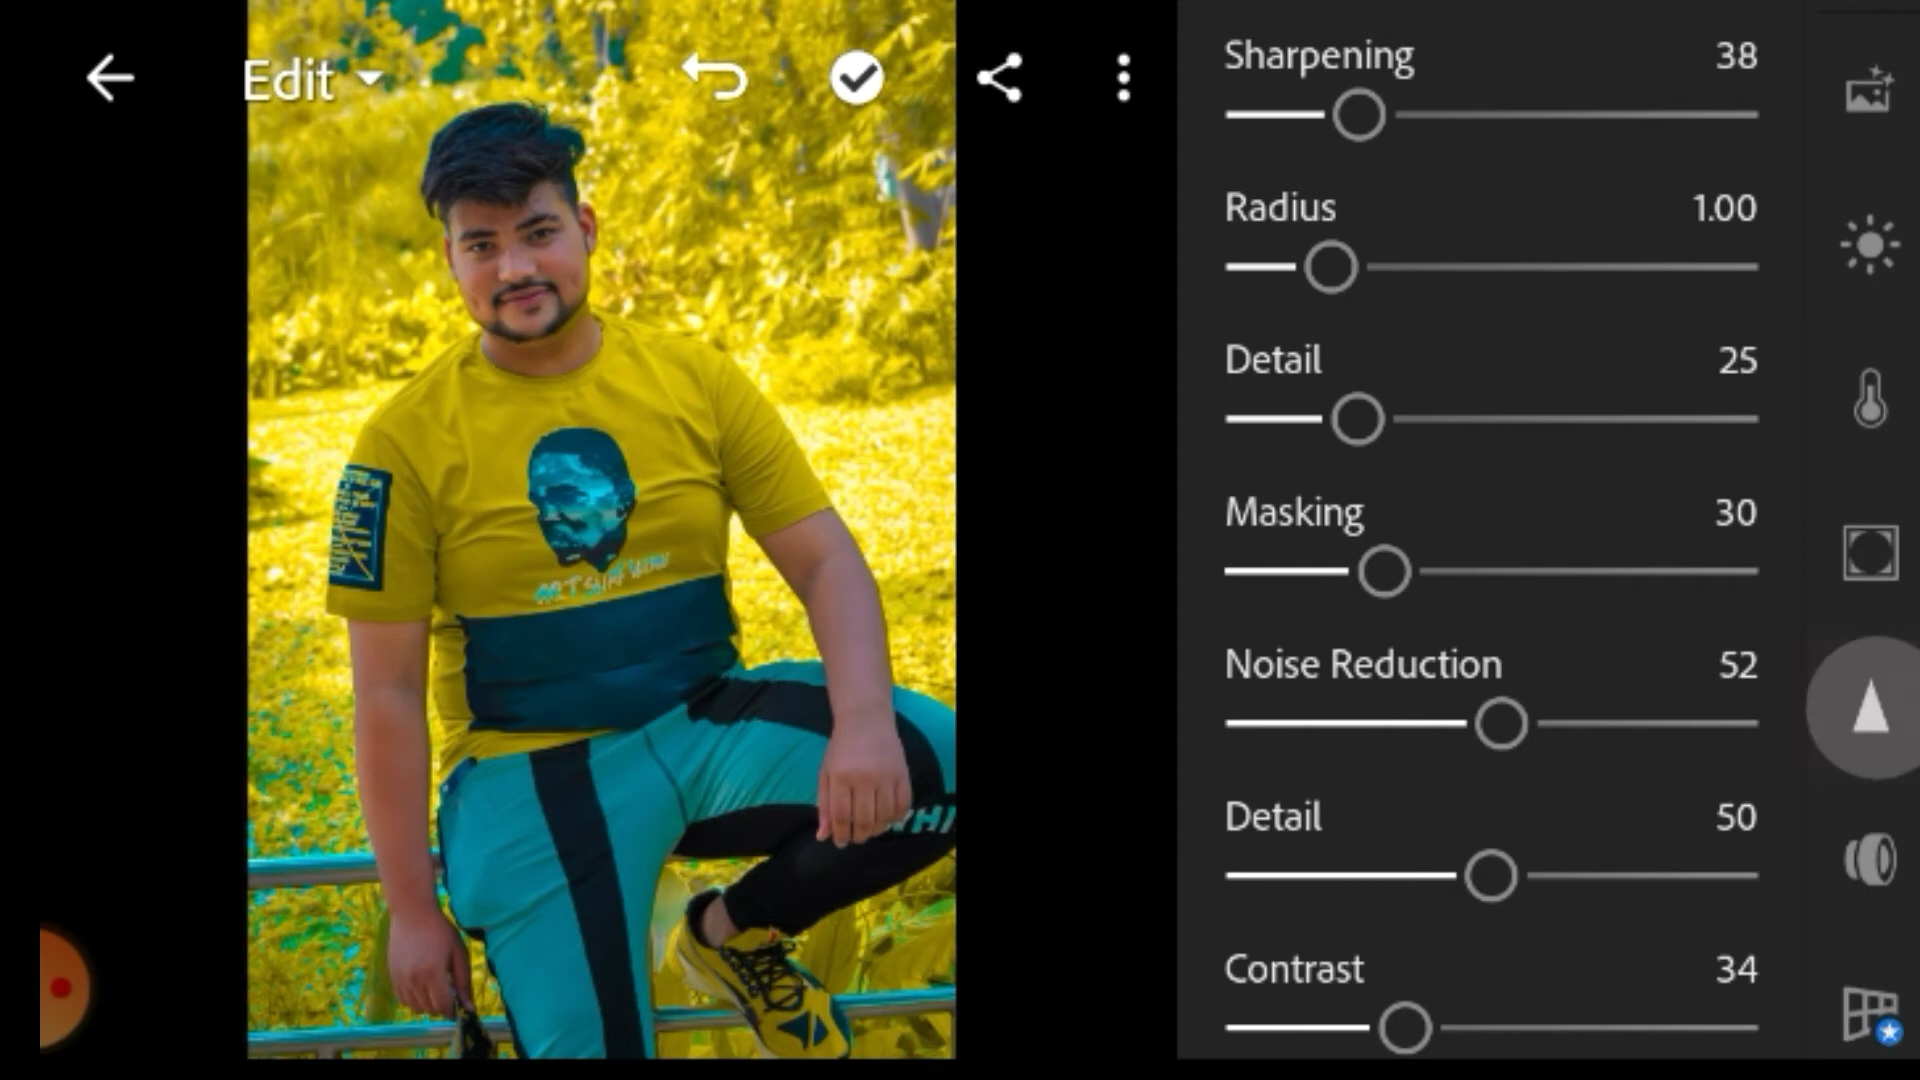 Edit
Sharpening 38
Radius 1.00
Detail 25
Masking 30
Noise Reduction 52
Detail 50
Contrast 34